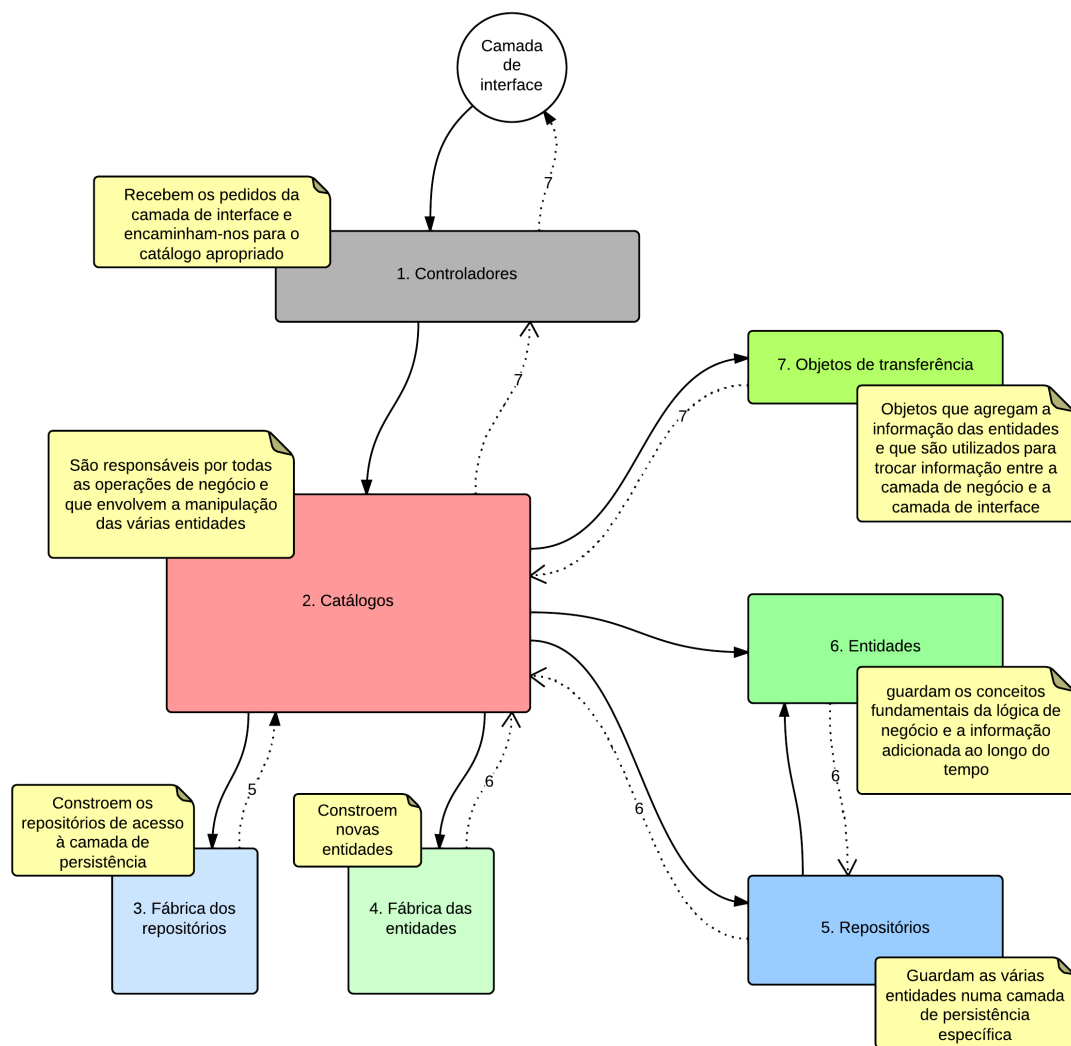 Camada
de
interface
7
Recebem os pedidos da
camada de interface e
encaminham-nos para o
catálogo apropriado
1. Controladores
7
7. Objetos de transferência
7
Objetos que agregam a
informação das entidades
e que são utilizados para
trocar informação entre a
camada de negócio e a
camada de interface
São responsáveis por todas
as operações de negócio e
que envolvem a manipulação
das várias entidades
2. Catálogos
6. Entidades
guardam os conceitos
fundamentais da lógica de
negócio e a informação
adicionada ao longo do
tempo
5
6
6
6
Constroem os
repositórios de acesso
à camada de
persistência
Constroem
novas
entidades
3. Fábrica dos
repositórios
4. Fábrica das
entidades
5. Repositórios
Guardam as várias
entidades numa camada
de persistência
específica